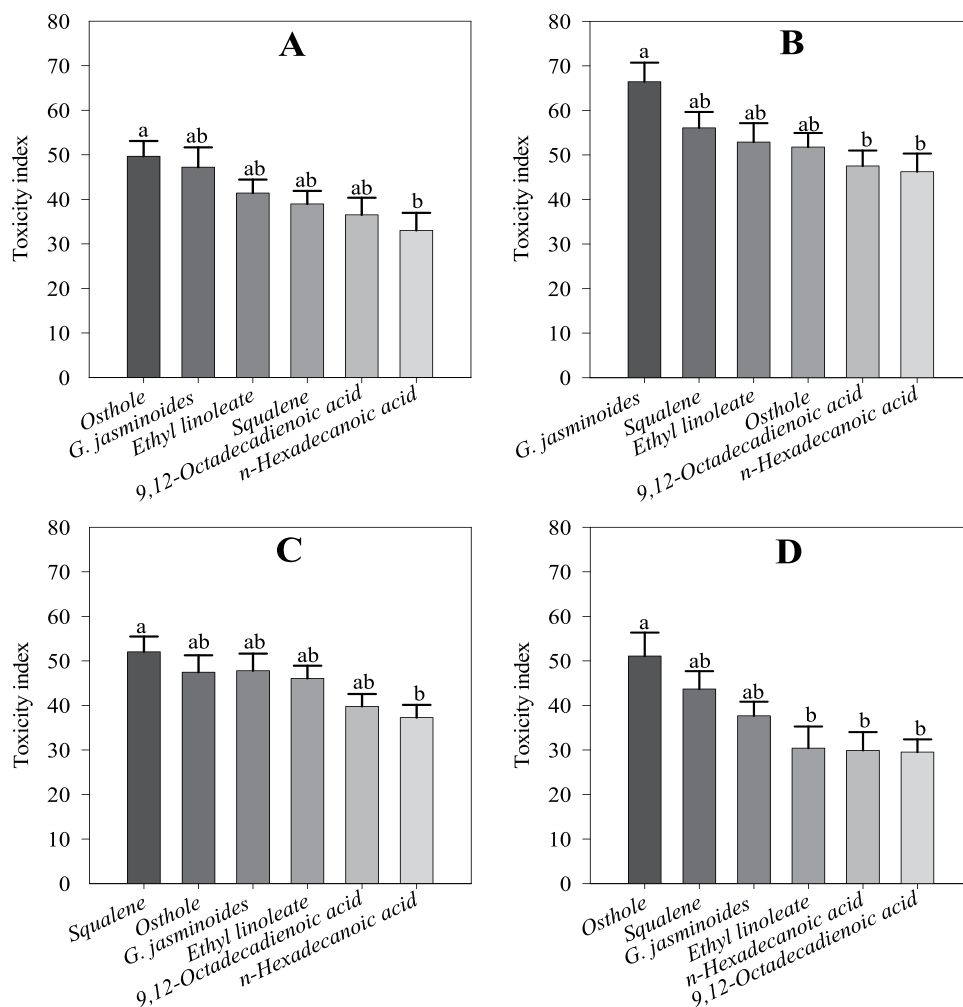 A
Toxicity index
80
70
60
50
40
30
20
10
0
a
ab
ab
ab
ab
b
Osthole
G. jasminoides
Ethyl linoleate
Squalene
9,12-Octadecadienoic acid
n-Hexadecanoic acid
B
Toxicity index
80
70
60
50
40
30
20
10
0
a
ab
ab
ab
b
b
G. jasminoides
Squalene
Ethyl linoleate
Osthole
9,12-Octadecadienoic acid
n-Hexadecanoic acid
C
Toxicity index
80
70
60
50
40
30
20
10
0
a
ab
ab
ab
ab
b
Squalene
Osthole
G. jasminoides
Ethyl linoleate
9,12-Octadecadienoic acid
n-Hexadecanoic acid
D
Toxicity index
80
70
60
50
40
30
20
10
0
a
ab
ab
b
b
b
Osthole
Squalene
G. jasminoides
Ethyl linoleate
n-Hexadecanoic acid
9,12-Octadecadienoic acid